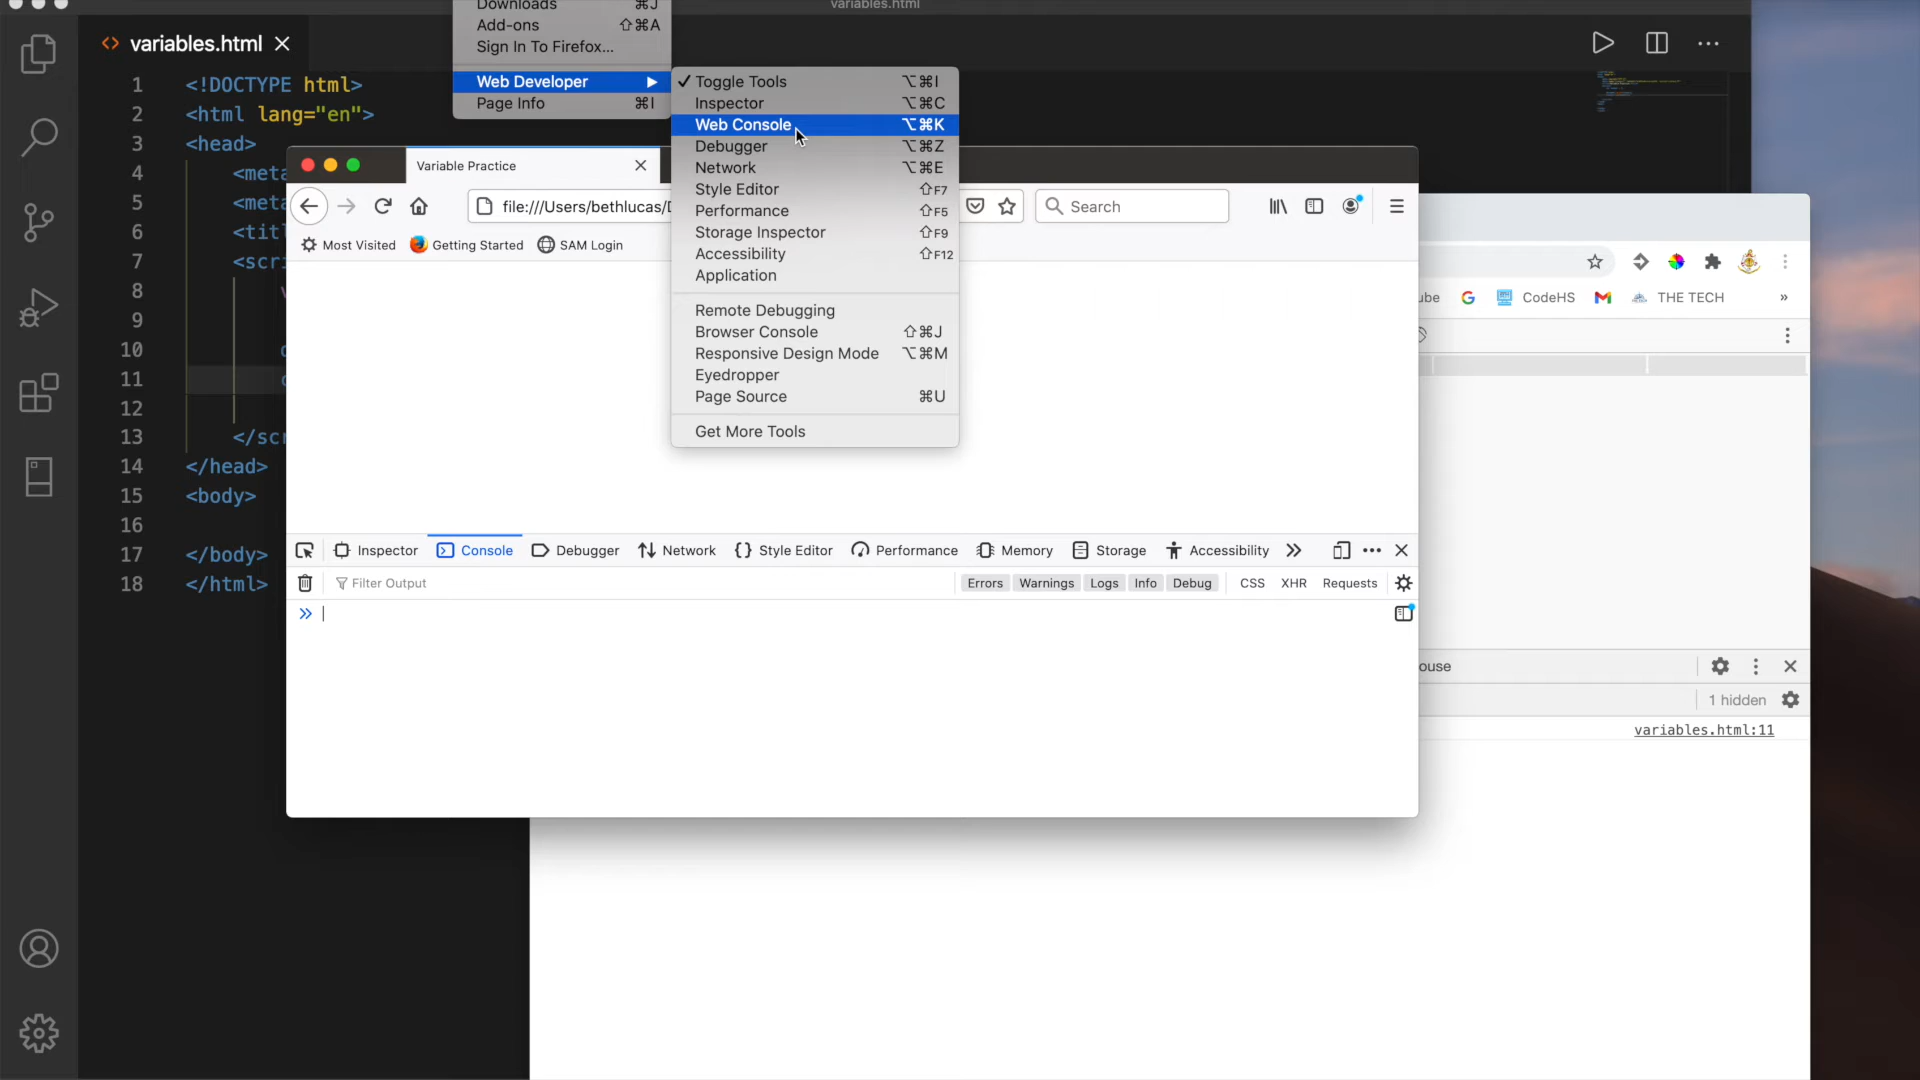 variables.html
Downloads ⌘J
Add-ons ⇧⌘A
Sign In To Firefox...
Web Developer ▶
Page Info ⌘I
✓ Toggle Tools ⌥⌘I
Inspector ⌥⌘C
Web Console ⌥⌘K
Debugger ⌥⌘Z
Network ⌥⌘E
Style Editor ⇧F7
Performance ⇧F5
Storage Inspector ⇧F9
Accessibility ⇧F12
Application
Remote Debugging
Browser Console ⇧⌘J
Responsive Design Mode ⌥⌘M
Eyedropper
Page Source ⌘U
Get More Tools
<> variables.html
1 <!DOCTYPE html>
2 <html lang="en">
3 <head>
4 <meta
5 <meta
6 <titl
7 <scri
8 v
9
10
11
12
13 </scr
14 </head>
15 <body>
16
17 </body>
18 </html>
Variable Practice
file:///Users/bethlucas/D
Search
Most Visited Getting Started SAM Login
Inspector Console Debugger Network {} Style Editor Performance Memory Storage Accessibility »
Filter Output Errors Warnings Logs Info Debug CSS XHR Requests
»
ube CodeHS THE TECH »
ouse
1 hidden
variables.html:11